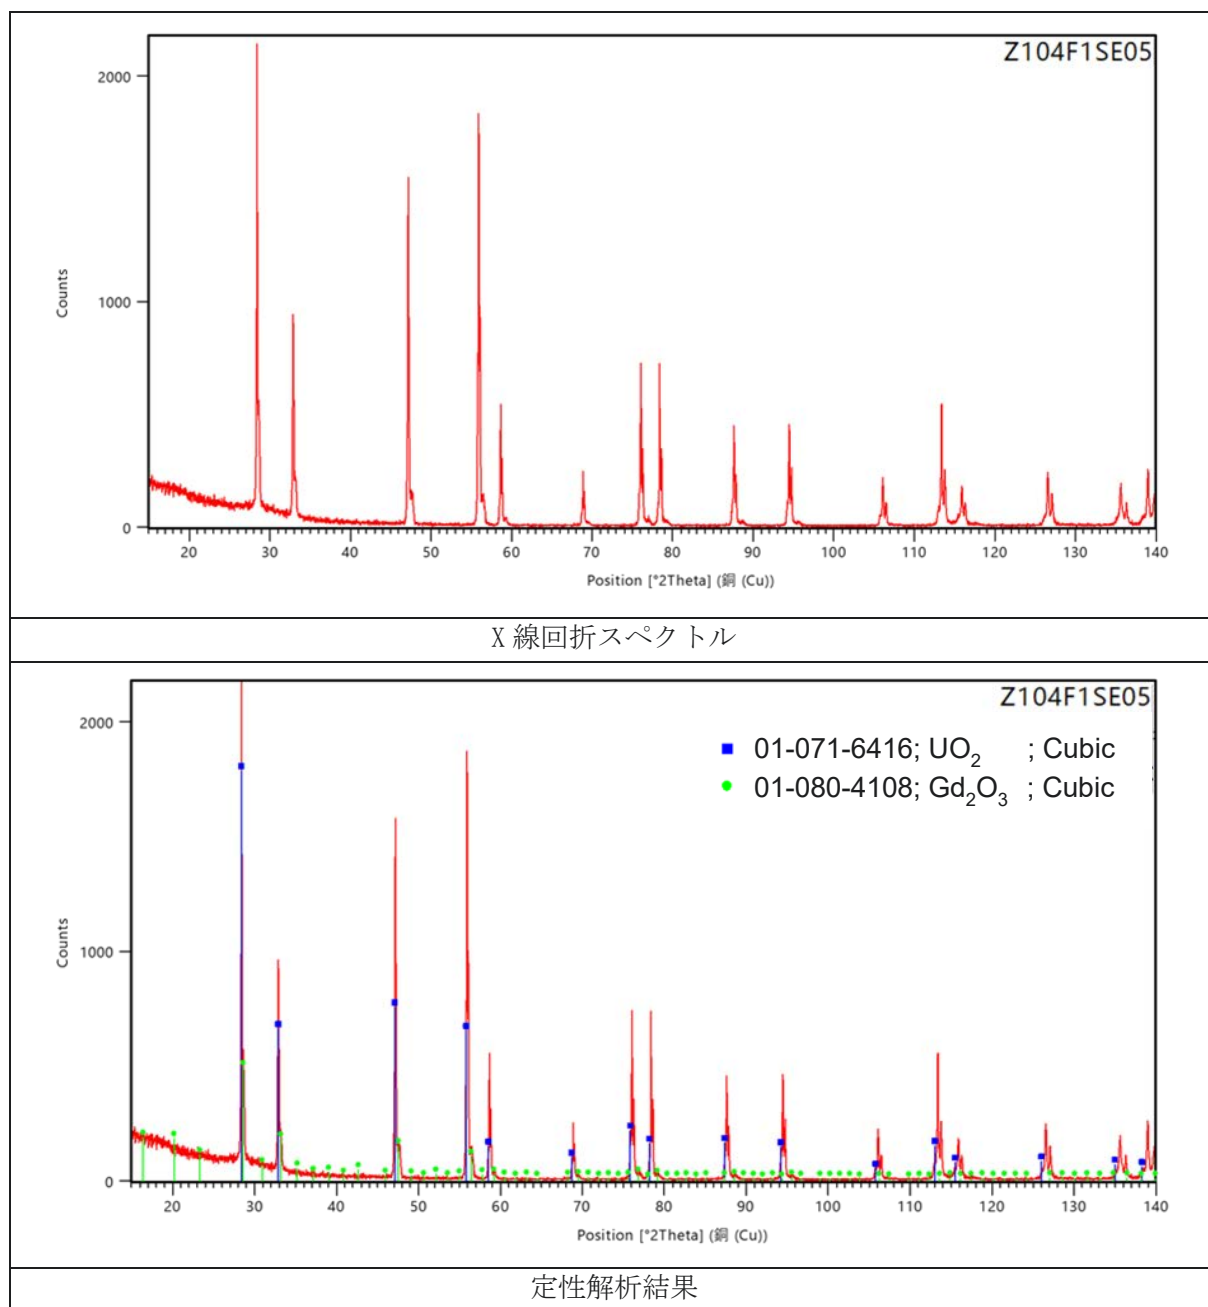 Z104F1SE05
2000
1000
0
Counts
20 30 40 50 60 70 80 90 100 110 120 130 140
Position [°2Theta] (銅 (Cu))
X 線回折スペクトル
Z104F1SE05
01-071-6416; UO2 ; Cubic
01-080-4108; Gd2O3 ; Cubic
2000
1000
0
Counts
20 30 40 50 60 70 80 90 100 110 120 130 140
Position [°2Theta] (銅 (Cu))
定性解析結果